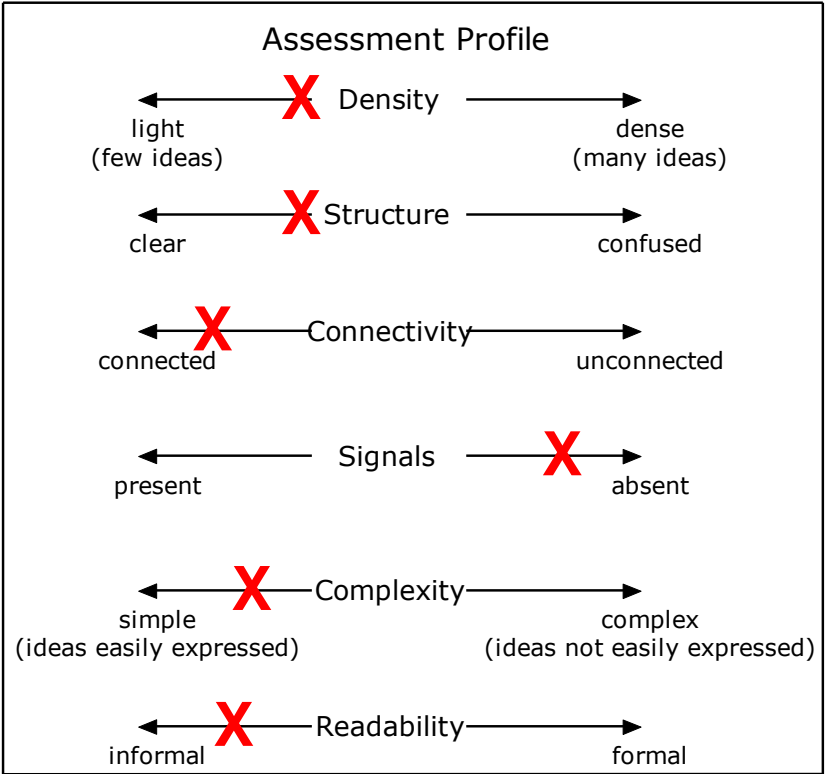 Assessment Profile
X Density
light dense
(few ideas) (many ideas)
X Structure
clear confused
X Connectivity
connected unconnected
Signals X
present absent
X Complexity
simple complex
(ideas easily expressed) (ideas not easily expressed)
X Readability
informal formal